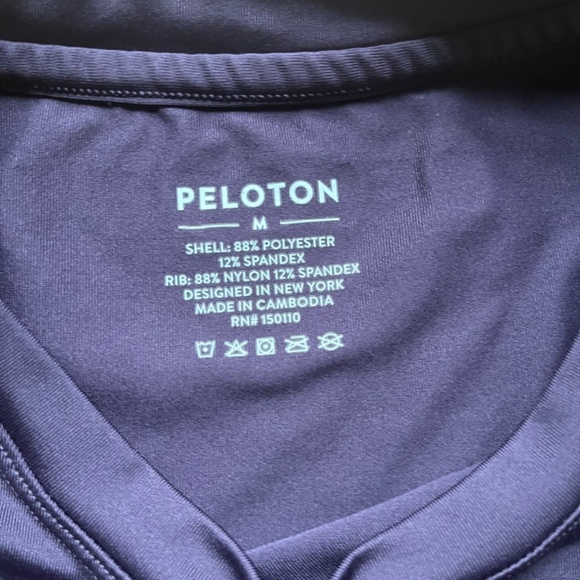 PELOTON
M
SHELL: 88% POLYESTER
12% SPANDEX
RIB: 88% NYLON 12% SPANDEX
DESIGNED IN NEW YORK
MADE IN CAMBODIA
RN# 150110